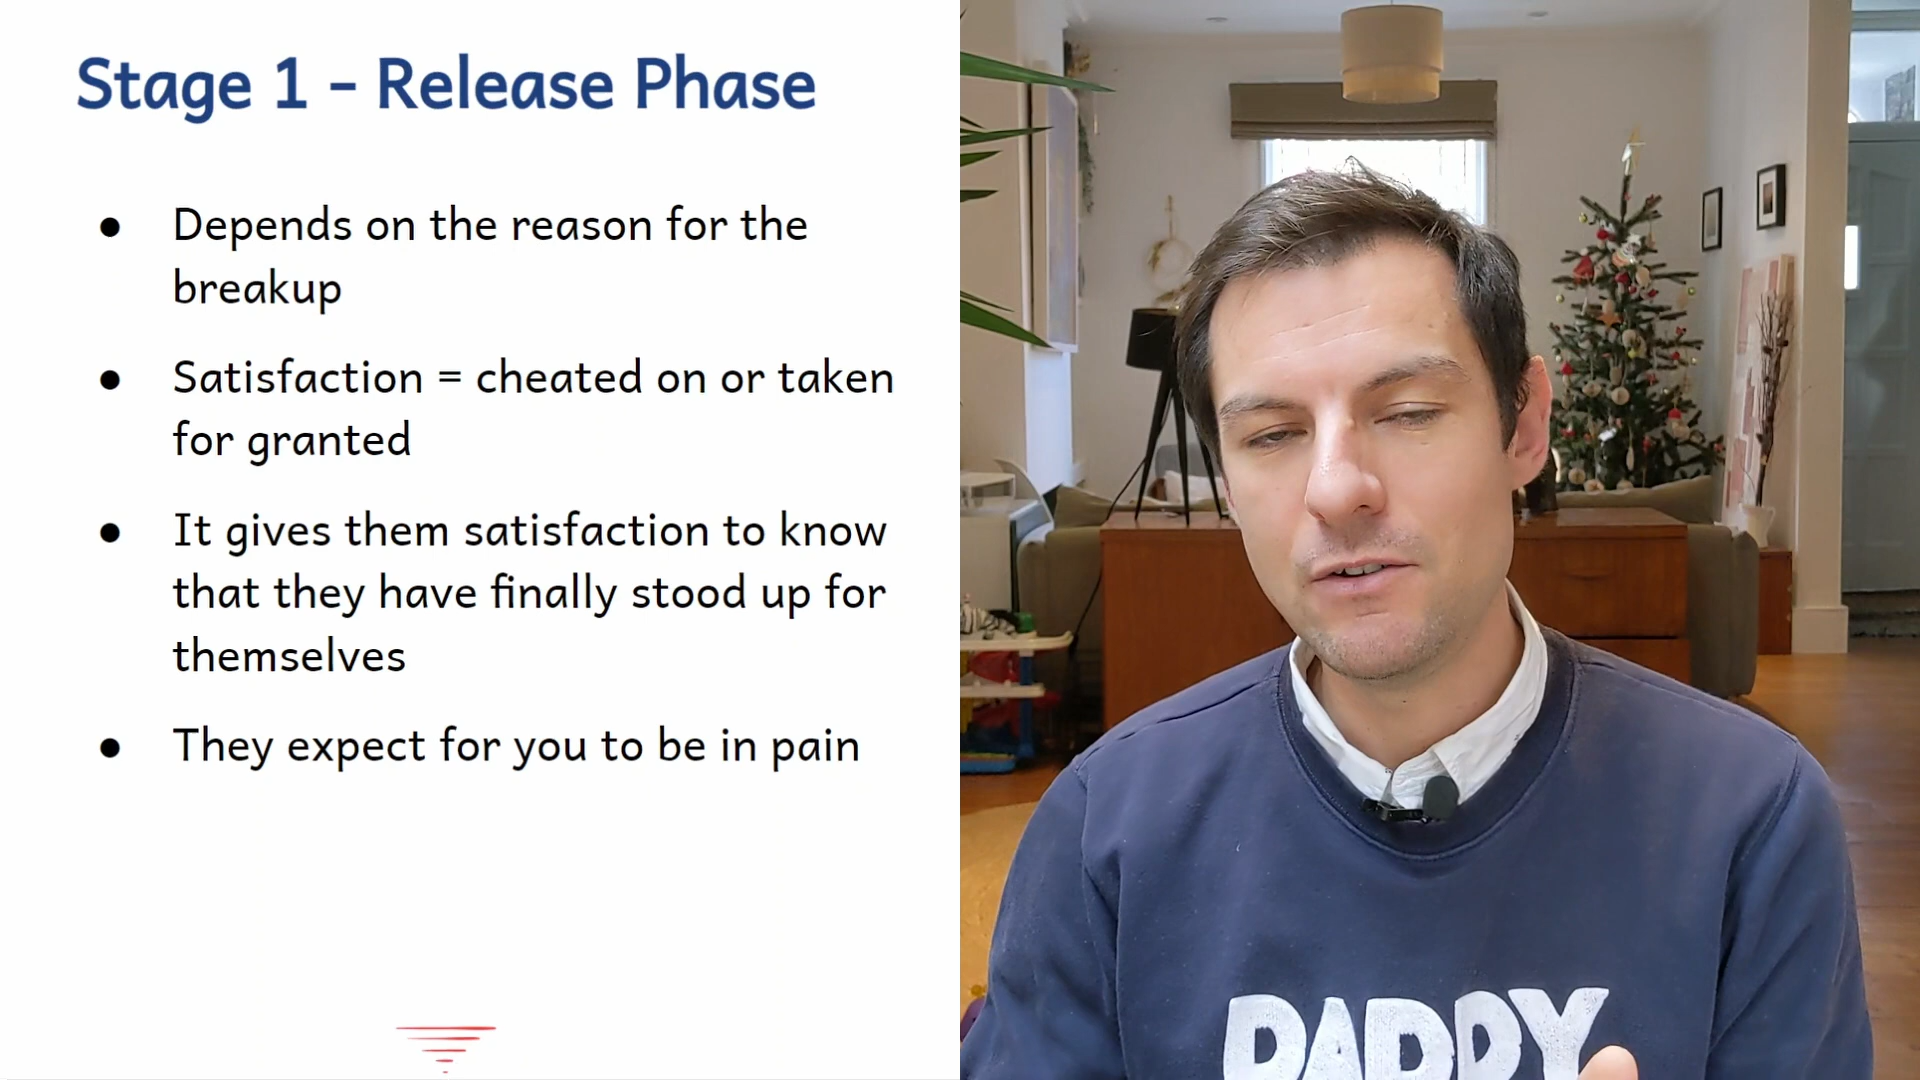 Stage 1 - Release Phase
● Depends on the reason for the
breakup
● Satisfaction = cheated on or taken
for granted
● It gives them satisfaction to know
that they have finally stood up for
themselves
● They expect for you to be in pain
DADDY